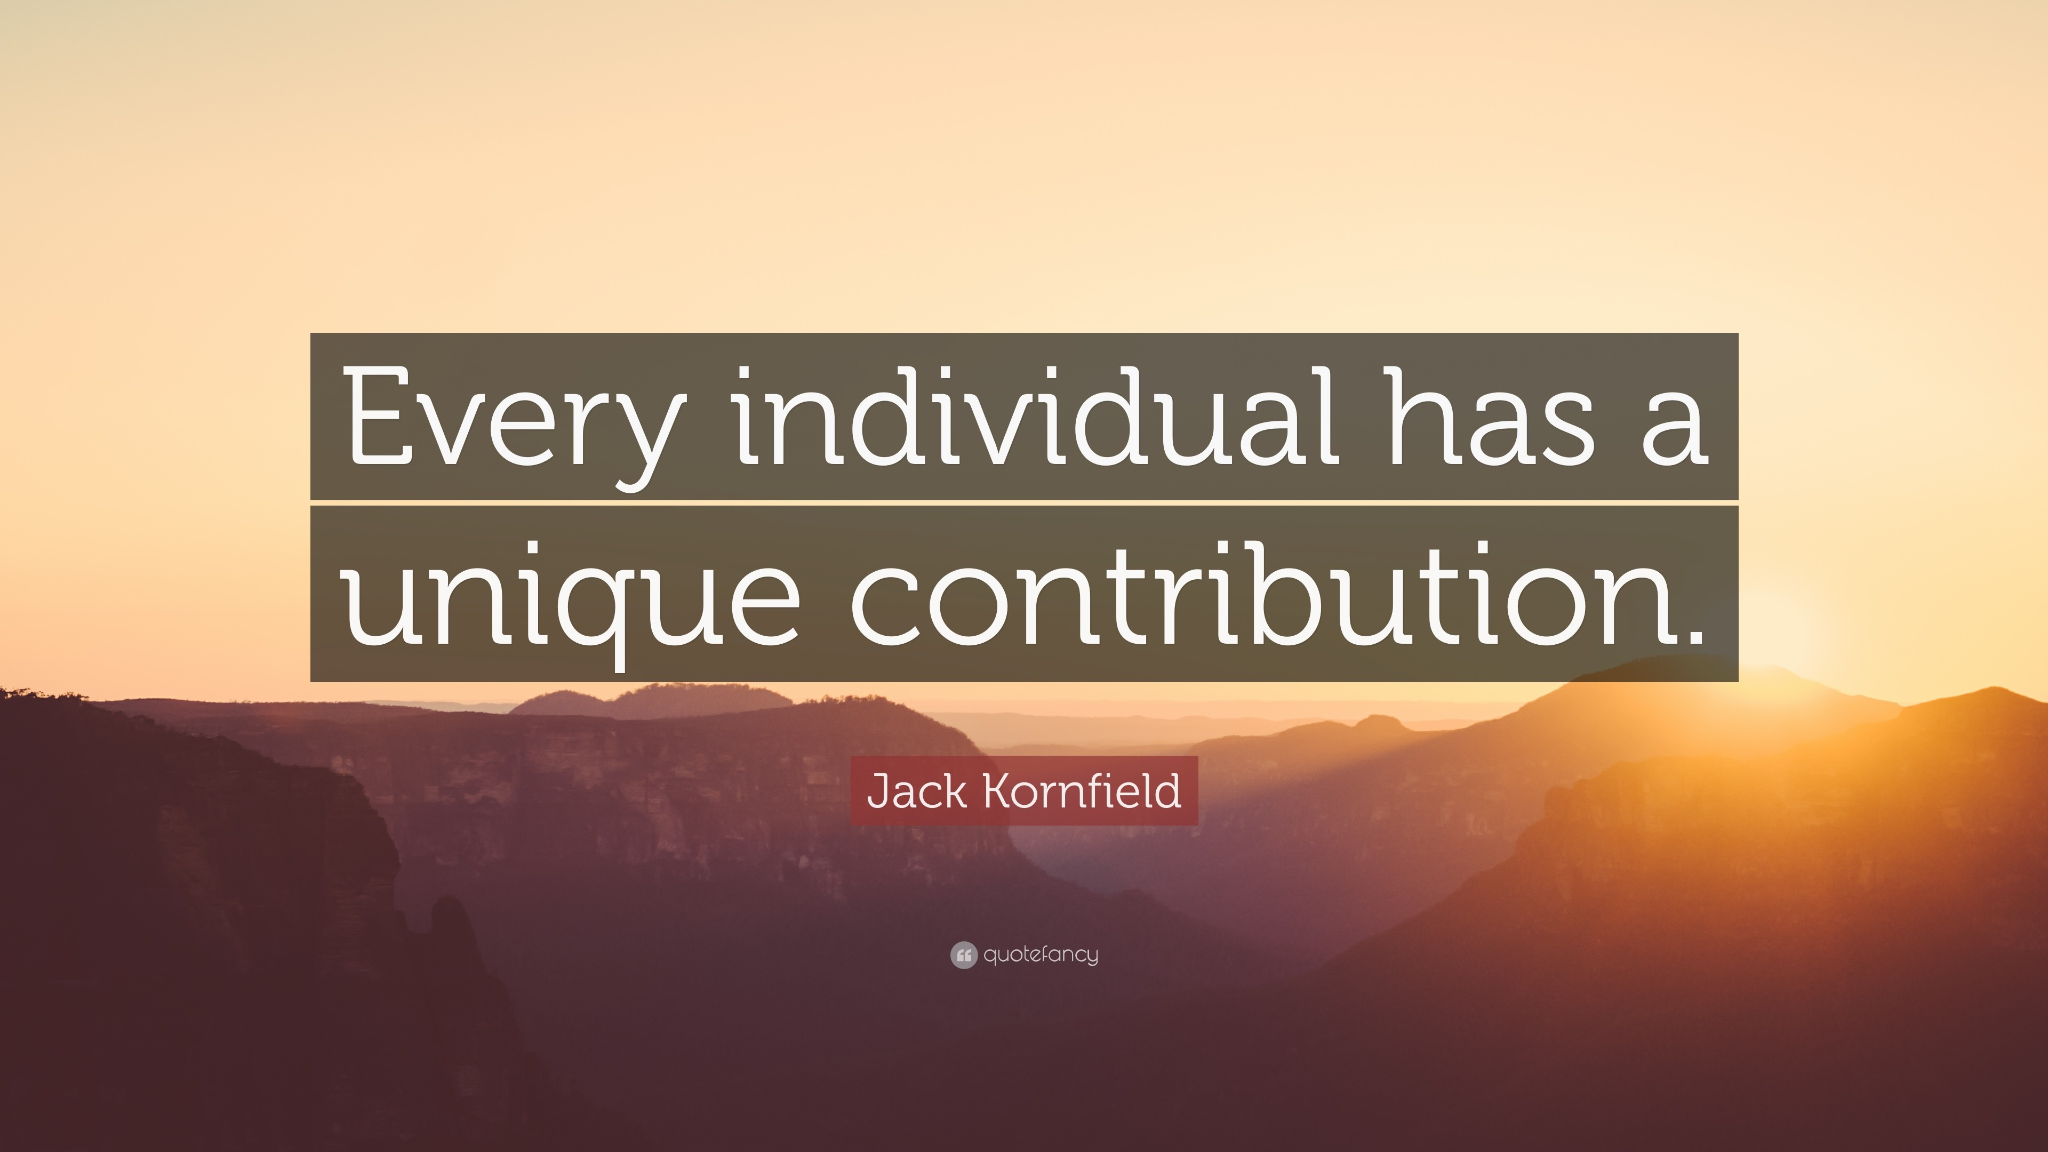 Every individual has a
unique contribution.
Jack Kornfield
quotefancy